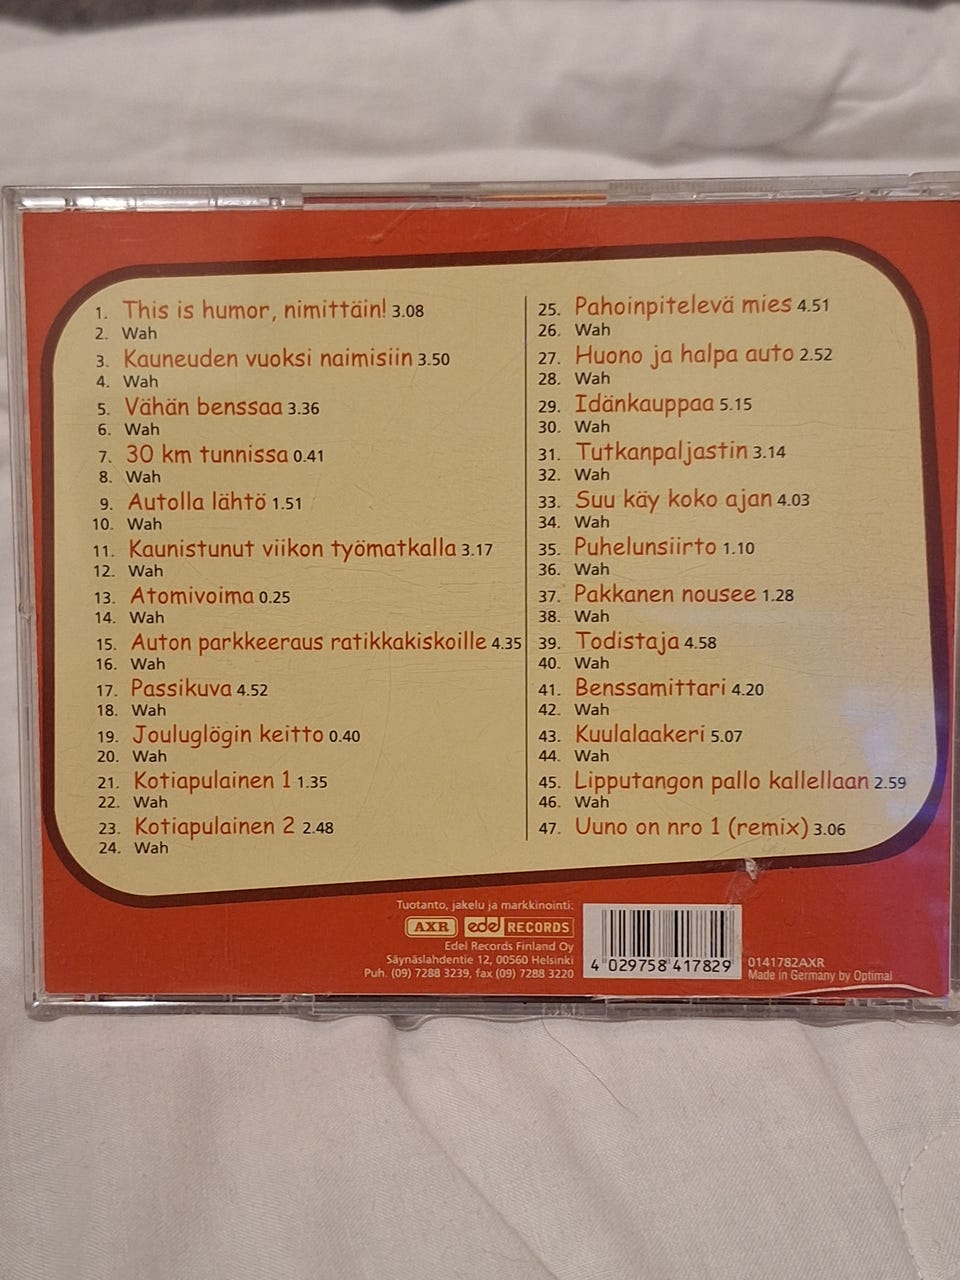 1. This is humor, nimittäin! 3.08
2. Wah
3. Kauneuden vuoksi naimisiin 3.50
4. Wah
5. Vähän benssaa 3.36
6. Wah
7. 30 km tunnissa 0.41
8. Wah
9. Autolla lähtö 1.51
10. Wah
11. Kaunistunut viikon työmatkalla 3.17
12. Wah
13. Atomivoima 0.25
14. Wah
15. Auton parkkeeraus ratikkakiskoille 4.35
16. Wah
17. Passikuva 4.52
18. Wah
19. Jouluglögin keitto 0.40
20. Wah
21. Kotiapulainen 1 1.35
22. Wah
23. Kotiapulainen 2 2.48
24. Wah
25. Pahoinpitelevä mies 4.51
26. Wah
27. Huono ja halpa auto 2.52
28. Wah
29. Idänkauppaa 5.15
30. Wah
31. Tutkanpaljastin 3.14
32. Wah
33. Suu käy koko ajan 4.03
34. Wah
35. Puhelunsiirto 1.10
36. Wah
37. Pakkanen nousee 1.28
38. Wah
39. Todistaja 4.58
40. Wah
41. Benssamittari 4.20
42. Wah
43. Kuulalaakeri 5.07
44. Wah
45. Lipputangon pallo kallellaan 2.59
46. Wah
47. Uuno on nro 1 (remix) 3.06
Tuotanto, jakelu ja markkinointi:
AXR edel RECORDS
Edel Records Finland Oy
Säynäslahdentie 12, 00560 Helsinki
Puh. (09) 7288 3239, fax (09) 7288 3220
4 029758 417829
0141782AXR
Made in Germany by Optimal